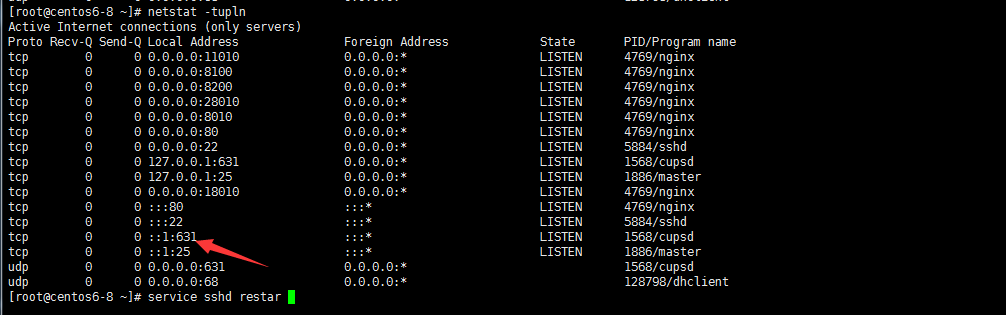 [root@centos6-8 ~]# netstat -tupln
Active Internet connections (only servers)
Proto Recv-Q Send-Q Local Address               Foreign Address             State       PID/Program name
tcp        0      0 0.0.0.0:11010               0.0.0.0:*                   LISTEN      4769/nginx
tcp        0      0 0.0.0.0:8100                0.0.0.0:*                   LISTEN      4769/nginx
tcp        0      0 0.0.0.0:8200                0.0.0.0:*                   LISTEN      4769/nginx
tcp        0      0 0.0.0.0:28010               0.0.0.0:*                   LISTEN      4769/nginx
tcp        0      0 0.0.0.0:8010                0.0.0.0:*                   LISTEN      4769/nginx
tcp        0      0 0.0.0.0:80                  0.0.0.0:*                   LISTEN      4769/nginx
tcp        0      0 0.0.0.0:22                  0.0.0.0:*                   LISTEN      5884/sshd
tcp        0      0 127.0.0.1:631               0.0.0.0:*                   LISTEN      1568/cupsd
tcp        0      0 127.0.0.1:25                0.0.0.0:*                   LISTEN      1886/master
tcp        0      0 0.0.0.0:18010               0.0.0.0:*                   LISTEN      4769/nginx
tcp        0      0 :::80                       :::*                        LISTEN      4769/nginx
tcp        0      0 :::22                       :::*                        LISTEN      5884/sshd
tcp        0      0 ::1:631                     :::*                        LISTEN      1568/cupsd
tcp        0      0 ::1:25                      :::*                        LISTEN      1886/master
udp        0      0 0.0.0.0:631                 0.0.0.0:*                               1568/cupsd
udp        0      0 0.0.0.0:68                  0.0.0.0:*                               128798/dhclient
[root@centos6-8 ~]# service sshd restar